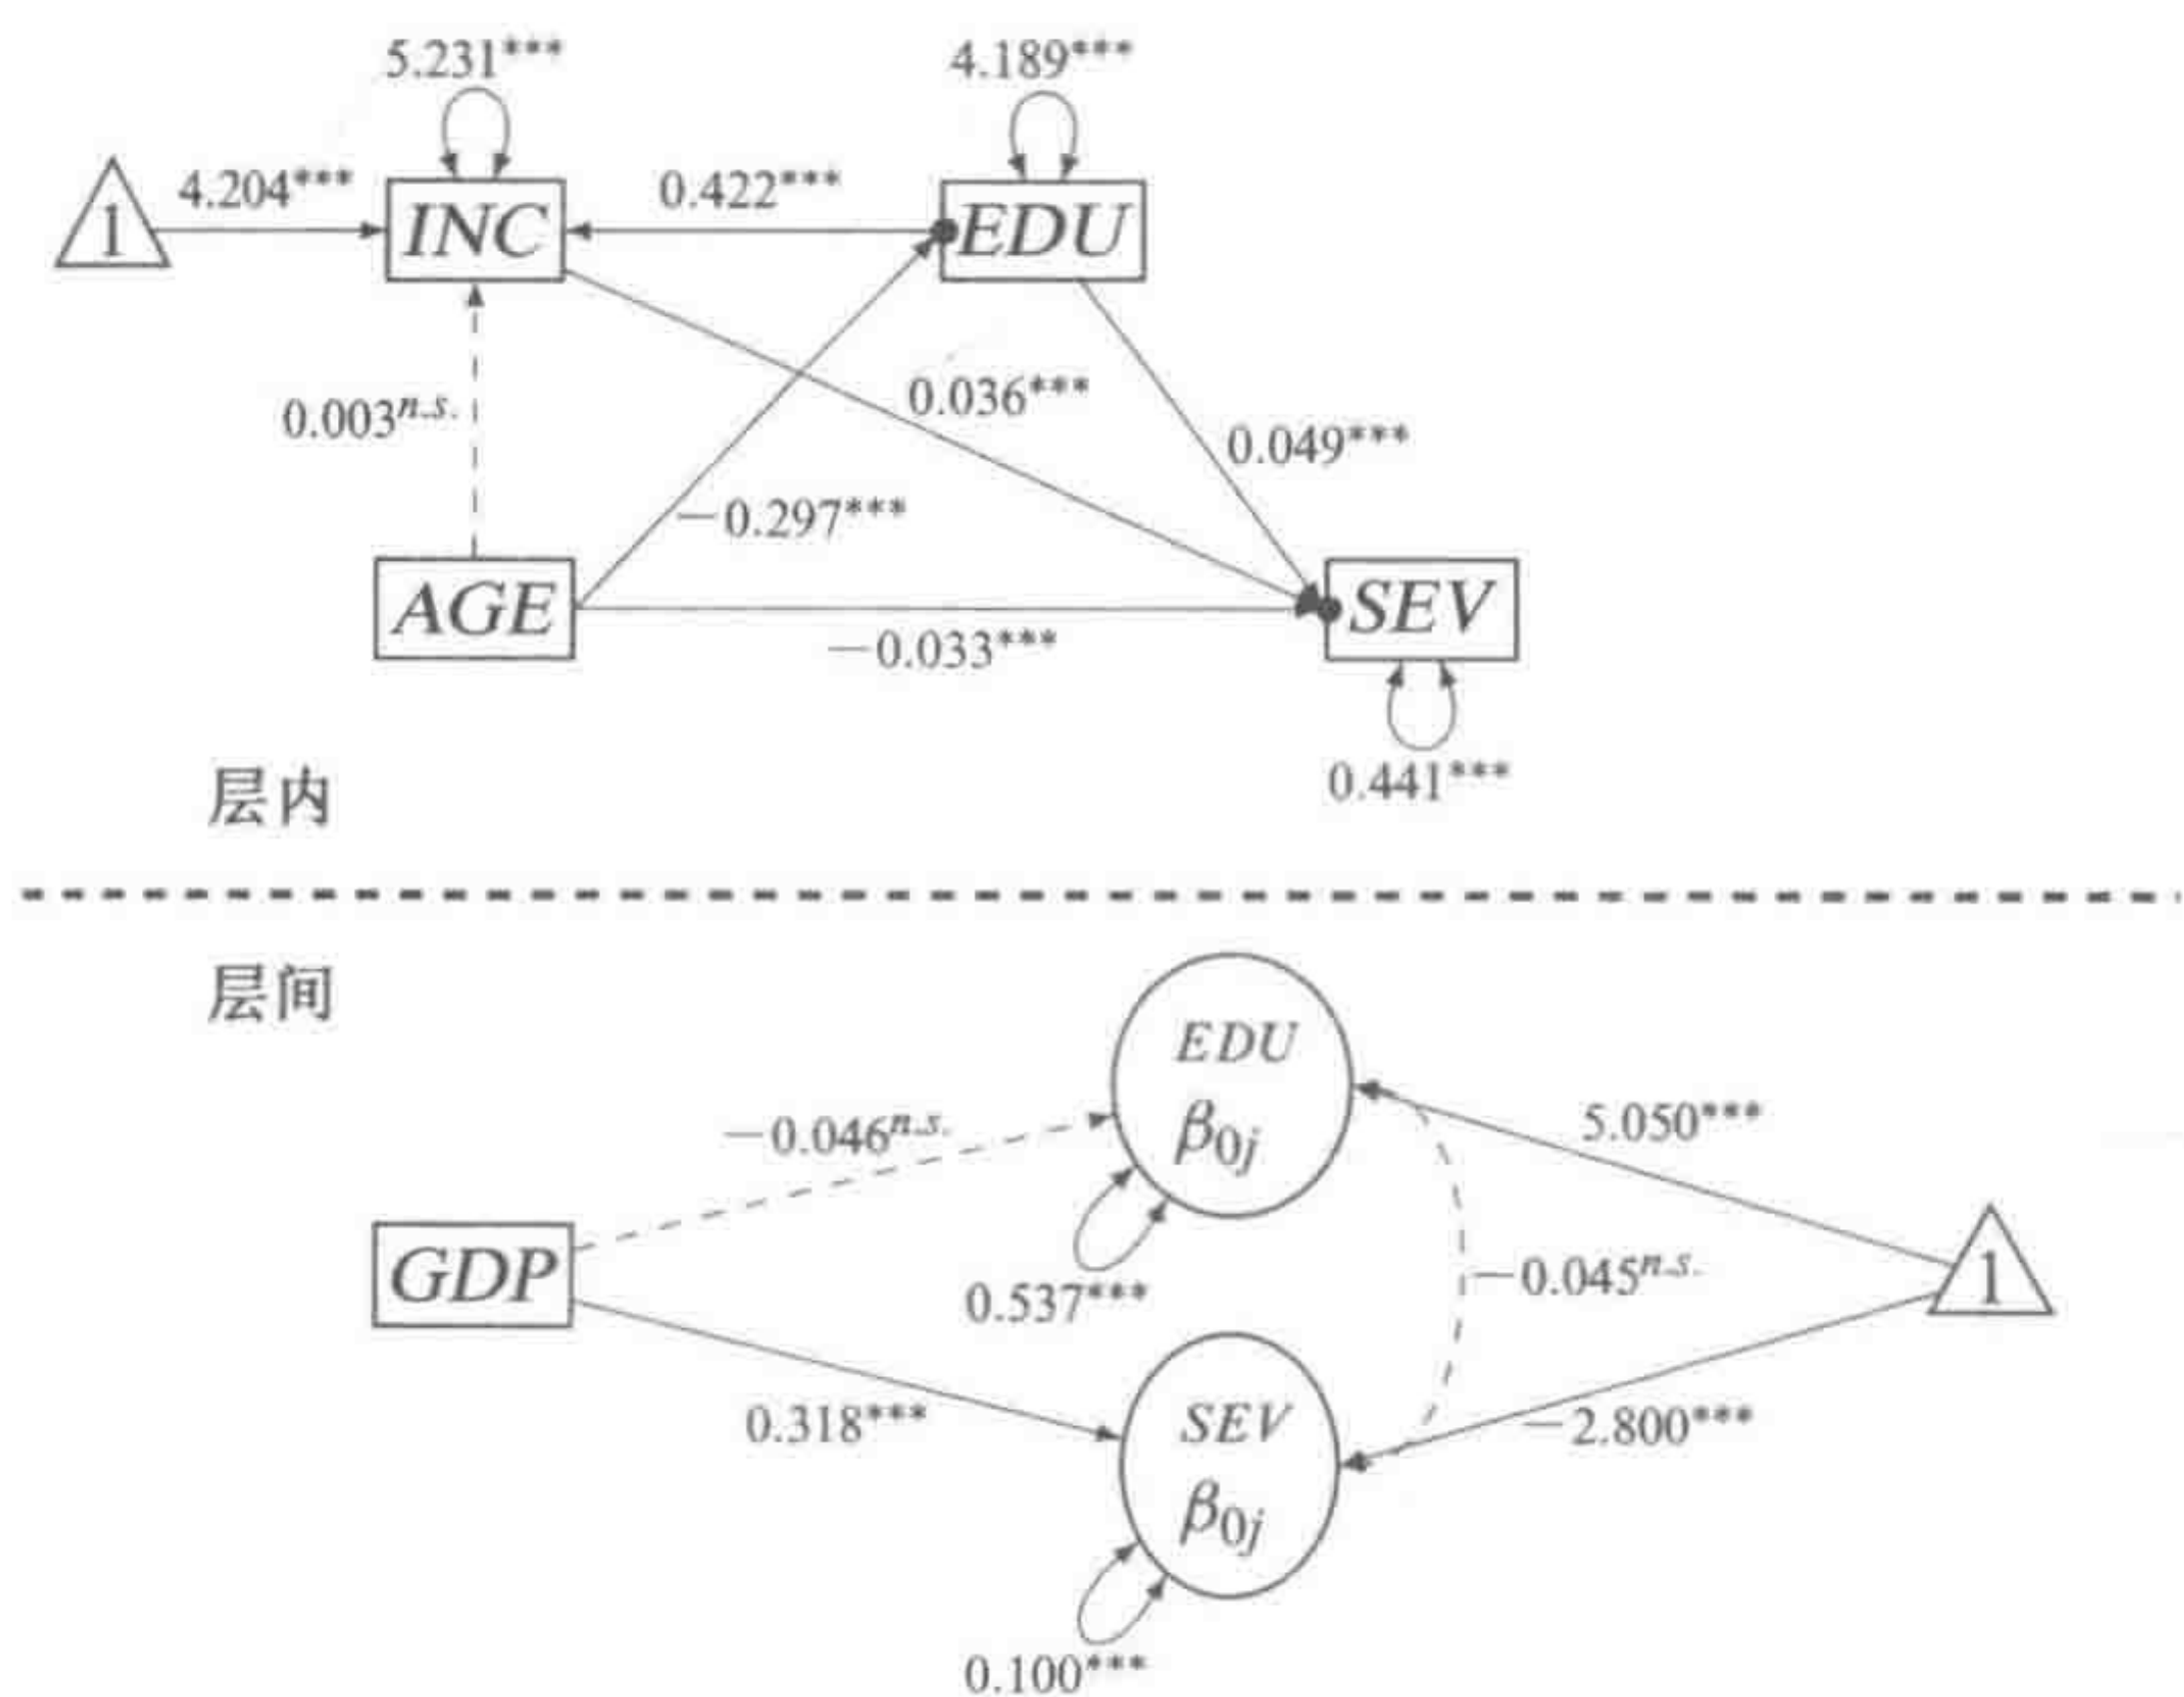 5.231*** 4.189***
1 4.204*** INC 0.422*** EDU
0.003n.s. 0.036*** 0.049***
-0.297***
AGE -0.033*** SEV
0.441***
层内
层间
EDU
β0j
-0.046n.s. 5.050***
GDP 0.537*** -0.045n.s. 1
SEV
β0j
0.318*** -2.800***
0.100***